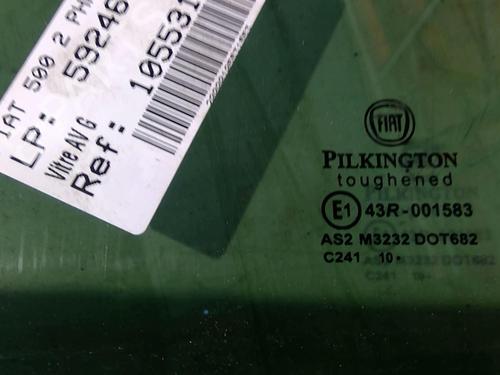 IAT 500 2 PH
LP: 59248
Vitre AV G
Ref: 105531
FIAT
PILKINGTON
toughened
E1 43R-001583
AS2 M3232 DOT682
C241 10-